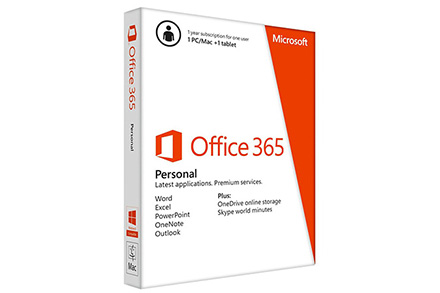 1 year subscription for one user
1 PC/Mac +1 tablet
Microsoft
Office 365
Personal
Latest applications. Premium services.
Word
Excel
PowerPoint
OneNote
Outlook
Plus:
OneDrive online storage
Skype world minutes
Office 365
Personal
Mac